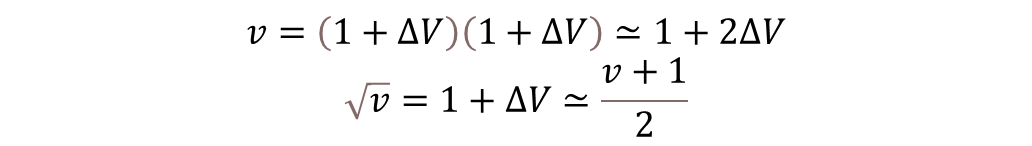 v = (1 + ΔV)(1 + ΔV) ≃ 1 + 2ΔV
√v = 1 + ΔV ≃ (v + 1)/2